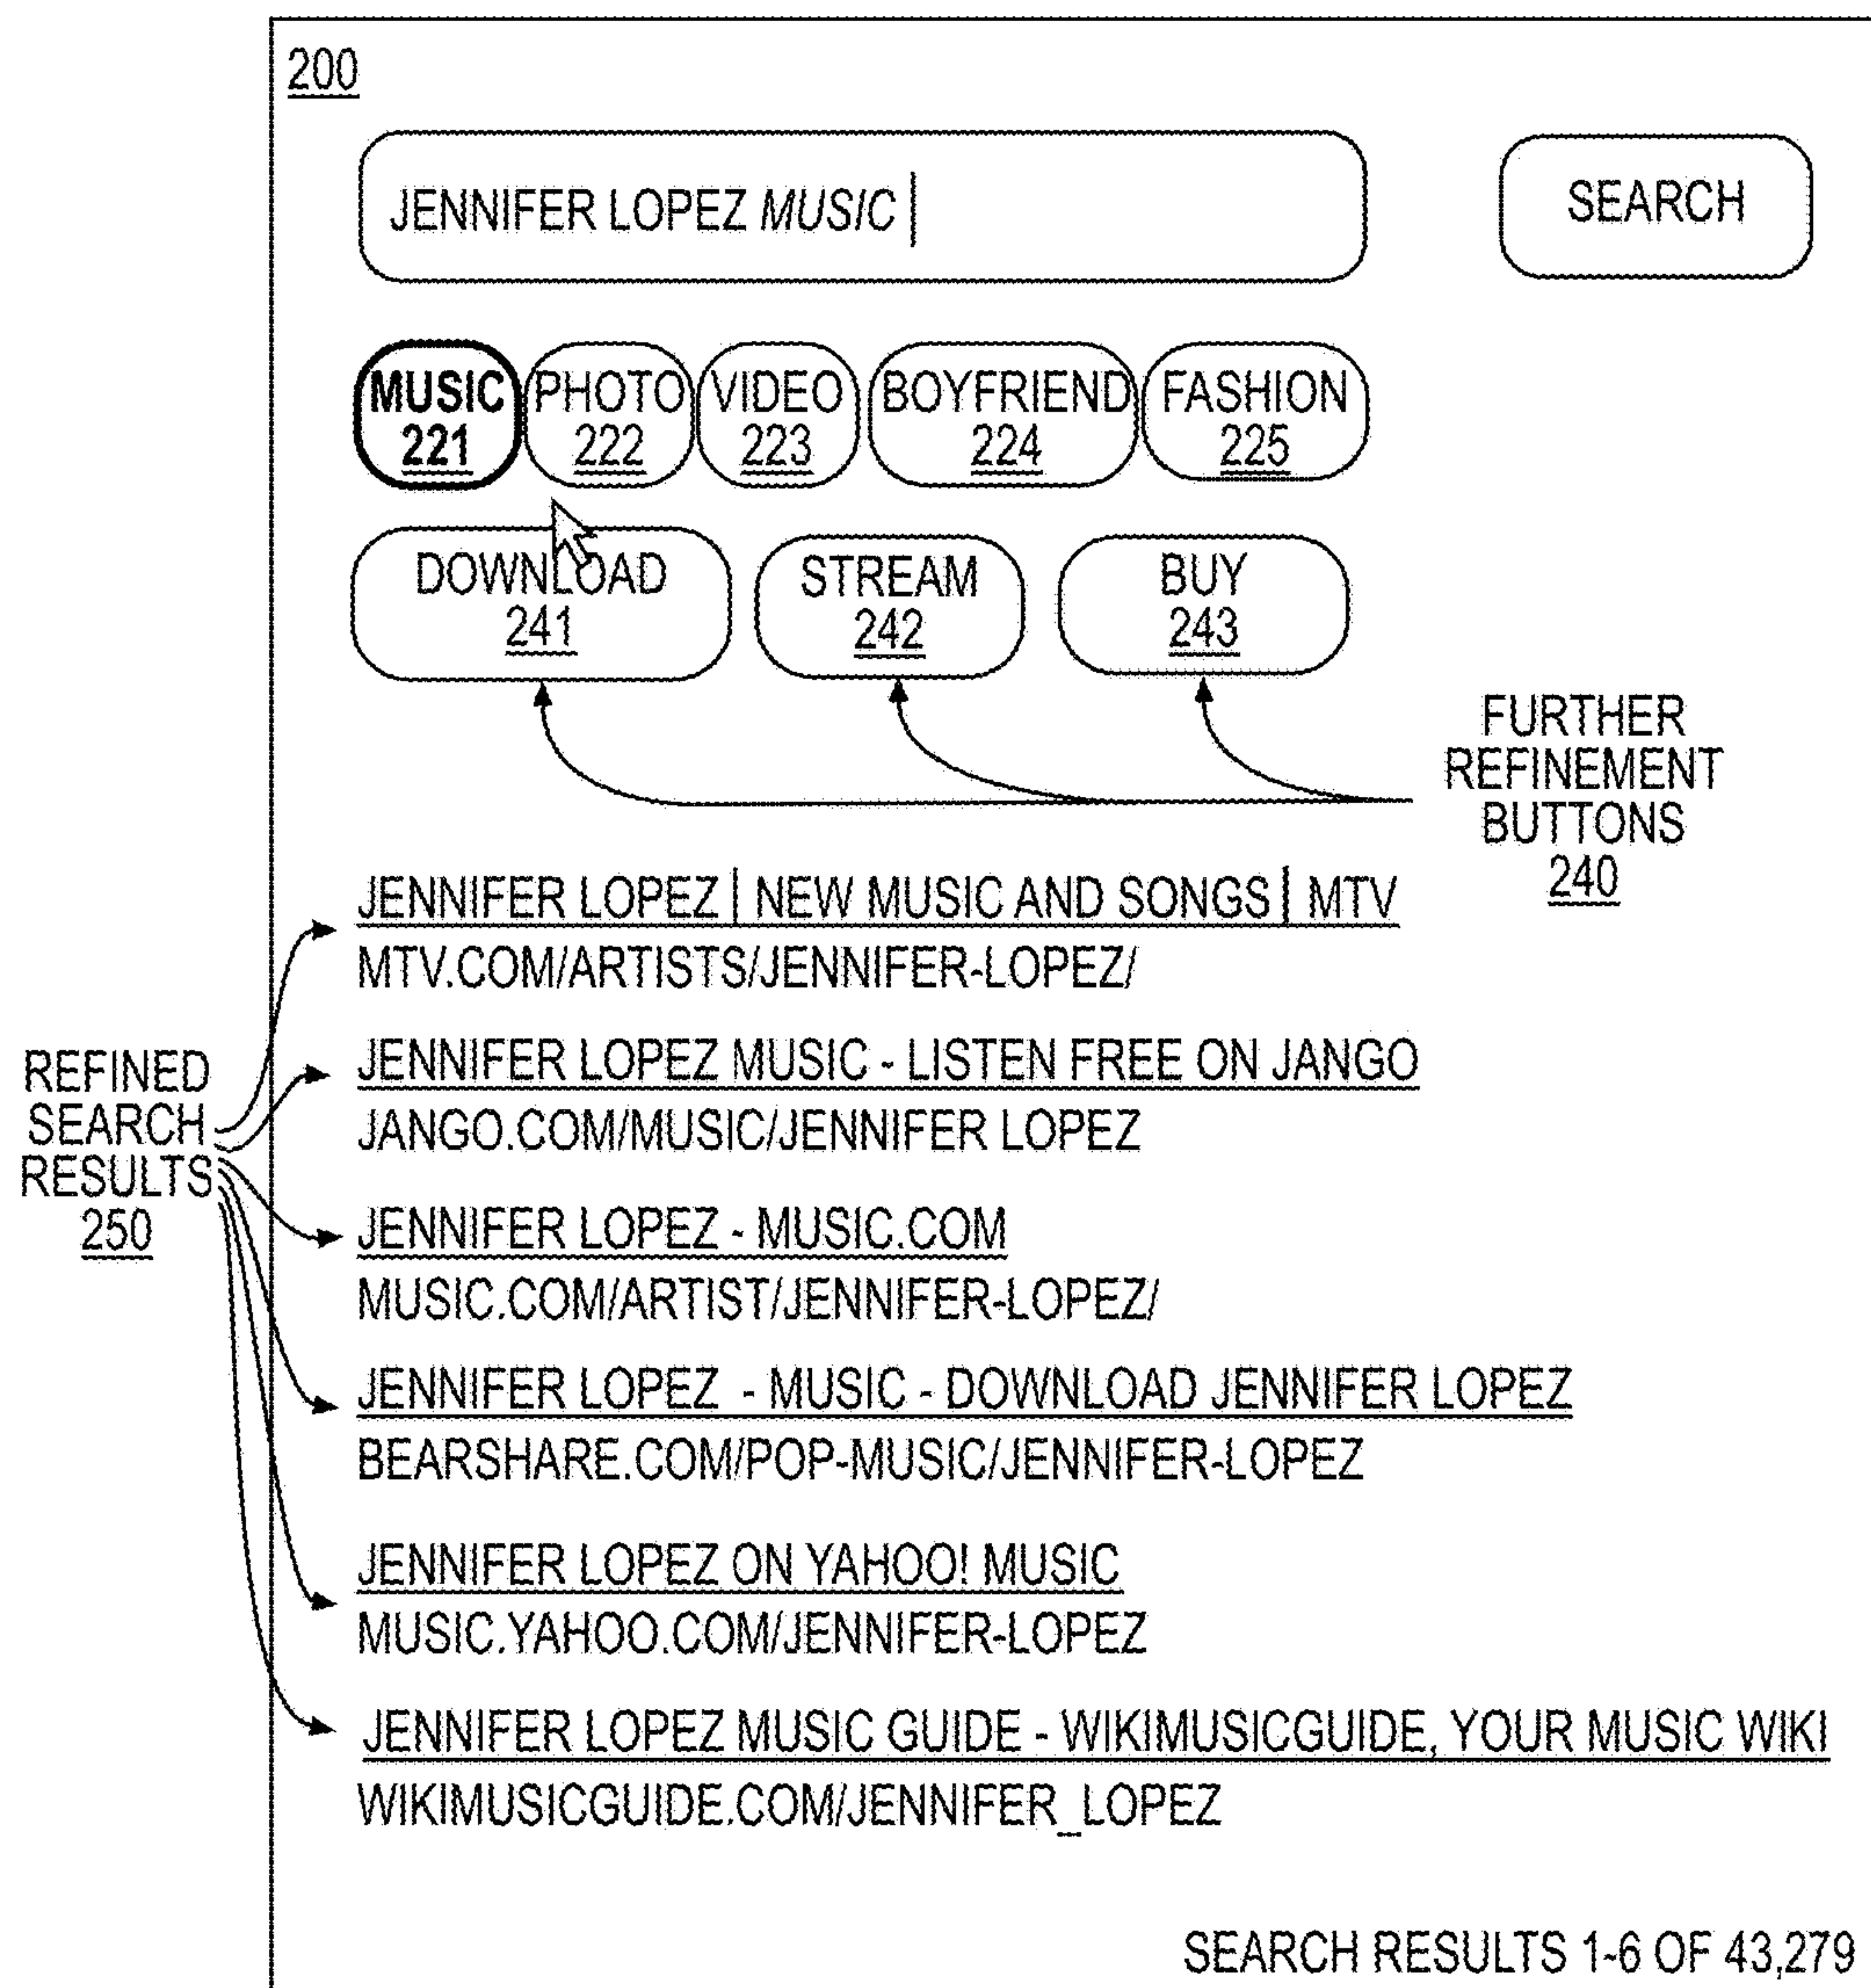 200
JENNIFER LOPEZ MUSIC
SEARCH
MUSIC
221
PHOTO
222
VIDEO
223
BOYFRIEND
224
FASHION
225
DOWNLOAD
241
STREAM
242
BUY
243
FURTHER
REFINEMENT
BUTTONS
240
REFINED
SEARCH
RESULTS
250
JENNIFER LOPEZ | NEW MUSIC AND SONGS | MTV
MTV.COM/ARTISTS/JENNIFER-LOPEZ/
JENNIFER LOPEZ MUSIC - LISTEN FREE ON JANGO
JANGO.COM/MUSIC/JENNIFER LOPEZ
JENNIFER LOPEZ - MUSIC.COM
MUSIC.COM/ARTIST/JENNIFER-LOPEZ/
JENNIFER LOPEZ - MUSIC - DOWNLOAD JENNIFER LOPEZ
BEARSHARE.COM/POP-MUSIC/JENNIFER-LOPEZ
JENNIFER LOPEZ ON YAHOO! MUSIC
MUSIC.YAHOO.COM/JENNIFER-LOPEZ
JENNIFER LOPEZ MUSIC GUIDE - WIKIMUSICGUIDE, YOUR MUSIC WIKI
WIKIMUSICGUIDE.COM/JENNIFER_LOPEZ
SEARCH RESULTS 1-6 OF 43,279